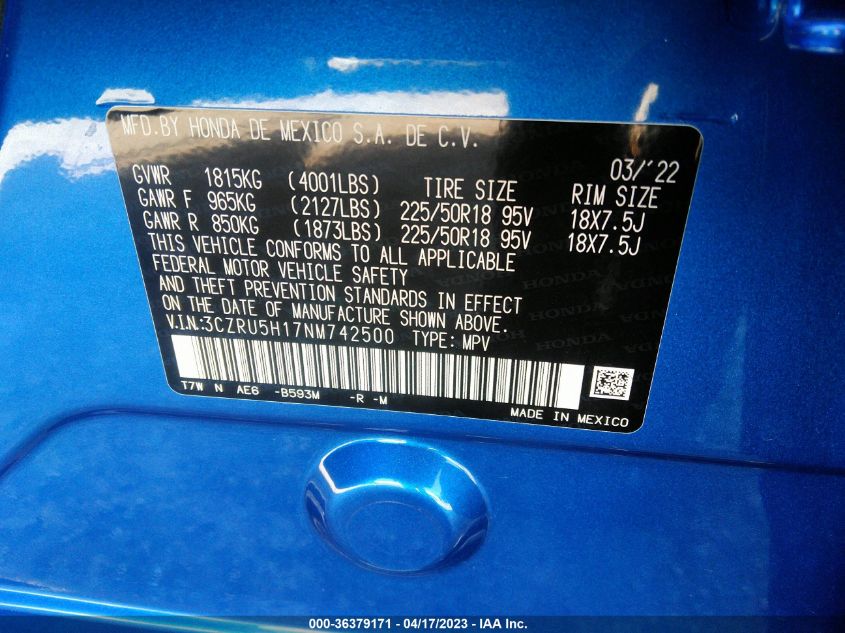 MFD.BY HONDA DE MEXICO S.A. DE C.V.
03/'22
GVWR 1815KG (4001LBS) TIRE SIZE RIM SIZE
GAWR F 965KG (2127LBS) 225/50R18 95V 18X7.5J
GAWR R 850KG (1873LBS) 225/50R18 95V 18X7.5J
THIS VEHICLE CONFORMS TO ALL APPLICABLE
FEDERAL MOTOR VEHICLE SAFETY
AND THEFT PREVENTION STANDARDS IN EFFECT
ON THE DATE OF MANUFACTURE SHOWN ABOVE.
V.I.N:3CZRU5H17NM742500 TYPE: MPV
T7W N AE6 -B593M -R -M
MADE IN MEXICO
000-36379171 - 04/17/2023 - IAA Inc.